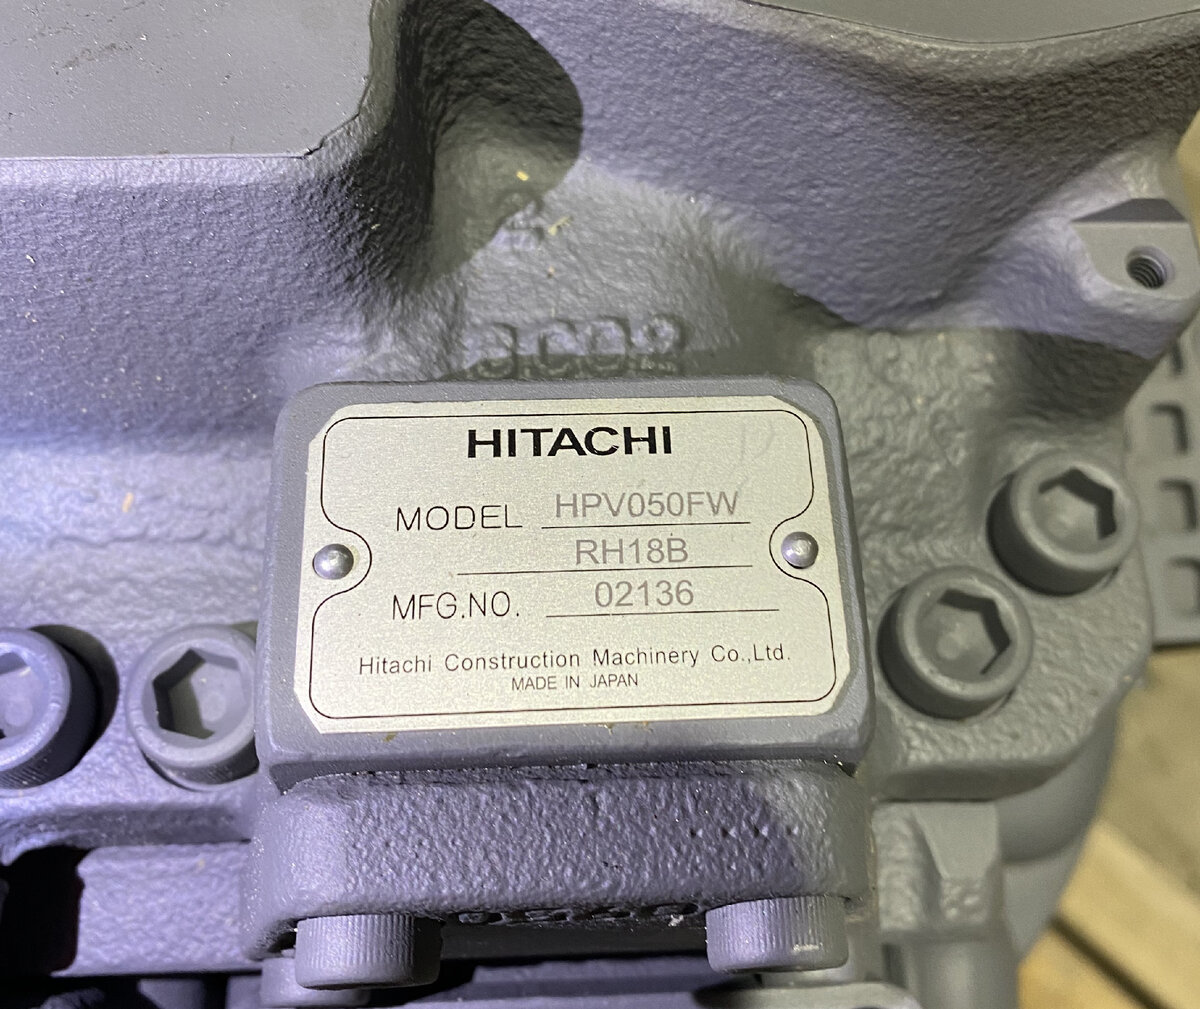 HITACHI
MODEL HPV050FW
RH18B
MFG.NO. 02136
Hitachi Construction Machinery Co.,Ltd.
MADE IN JAPAN